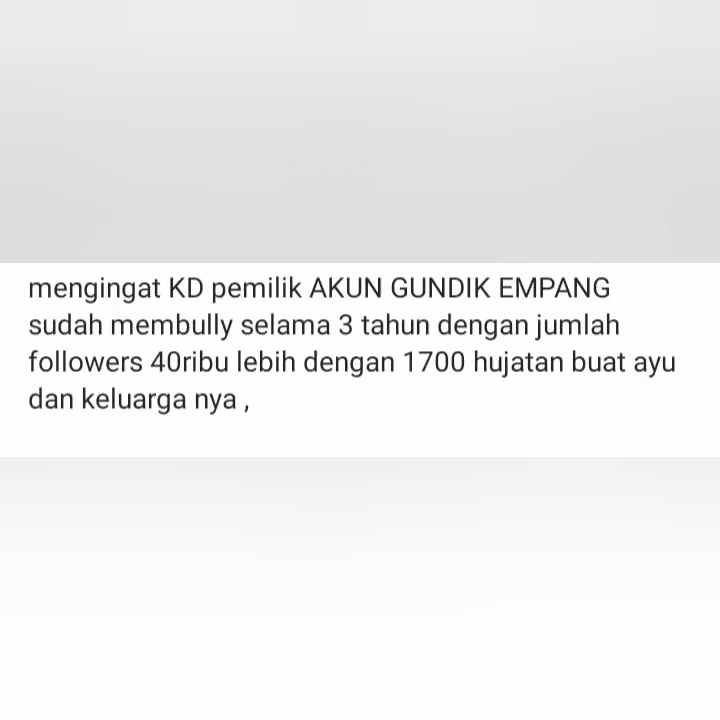 mengingat KD pemilik AKUN GUNDIK EMPANG
sudah membully selama 3 tahun dengan jumlah
followers 40ribu lebih dengan 1700 hujatan buat ayu
dan keluarga nya ,